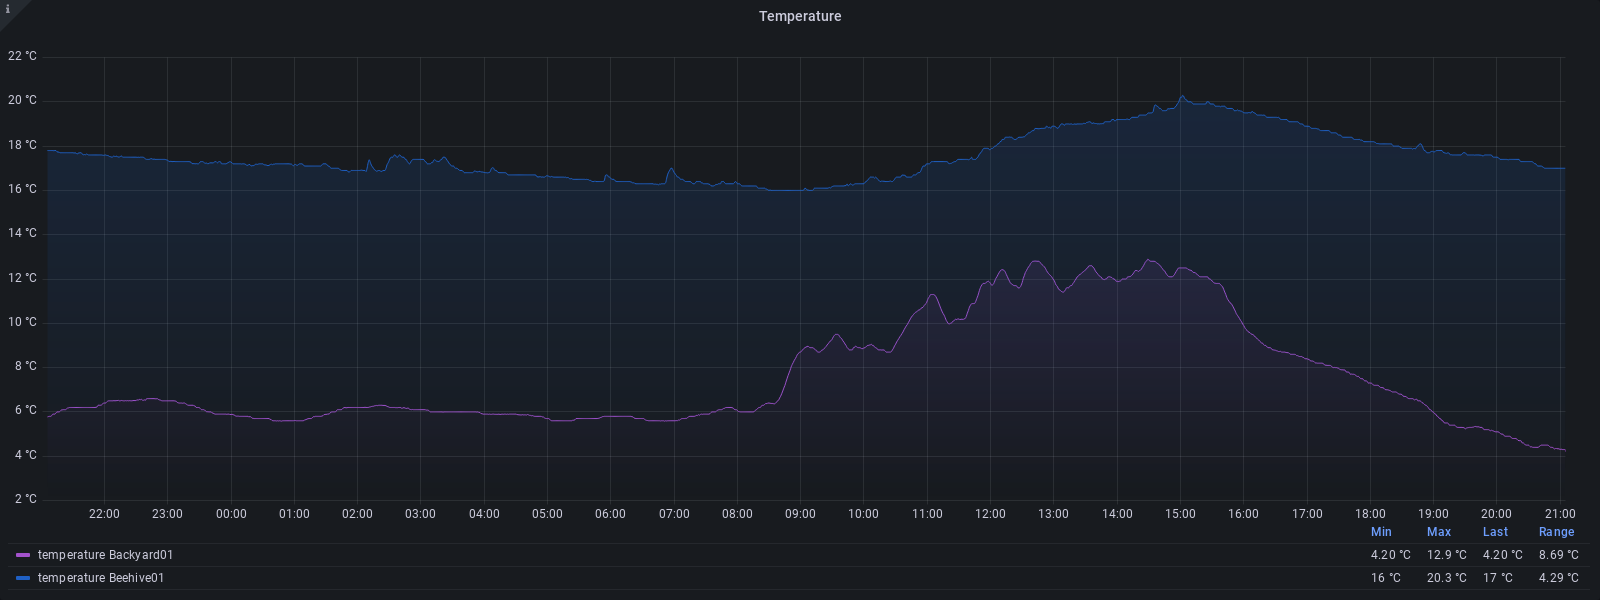 i
Temperature
22 °C
20 °C
18 °C
16 °C
14 °C
12 °C
10 °C
8 °C
6 °C
4 °C
2 °C
22:00 23:00 00:00 01:00 02:00 03:00 04:00 05:00 06:00 07:00 08:00 09:00 10:00 11:00 12:00 13:00 14:00 15:00 16:00 17:00 18:00 19:00 20:00 21:00
Min Max Last Range
temperature Backyard01 4.20 °C 12.9 °C 4.20 °C 8.69 °C
temperature Beehive01 16 °C 20.3 °C 17 °C 4.29 °C